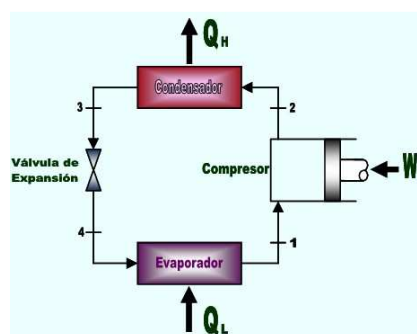 QH
Condensador
3
2
Válvula de
Expansión
Compresor
W
4
1
Evaporador
QL